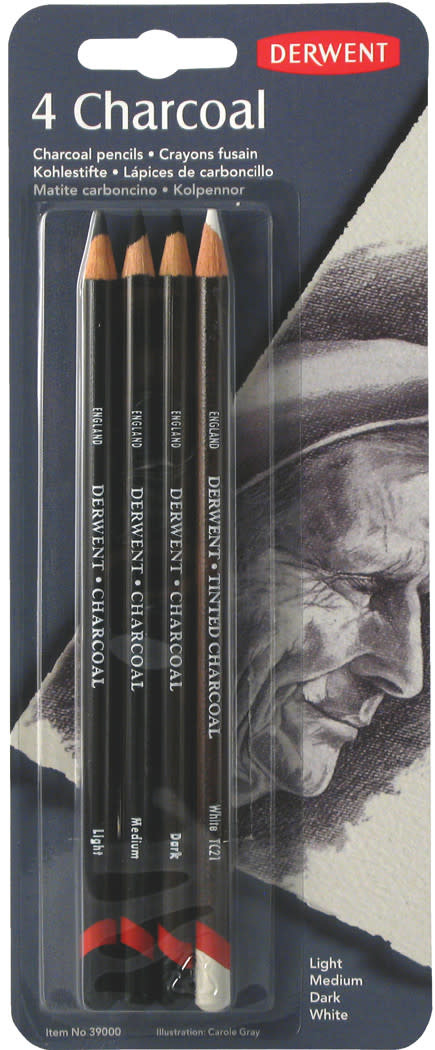 DERWENT
4 Charcoal
Charcoal pencils • Crayons fusain
Kohlestifte • Lápices de carboncillo
Matite carboncino • Kolpennor
ENGLAND DERWENT • CHARCOAL Light
ENGLAND DERWENT • CHARCOAL Medium
ENGLAND DERWENT • CHARCOAL Dark
ENGLAND DERWENT • TINTED CHARCOAL White TC21
Light
Medium
Dark
White
Item No 39000
Illustration: Carole Gray